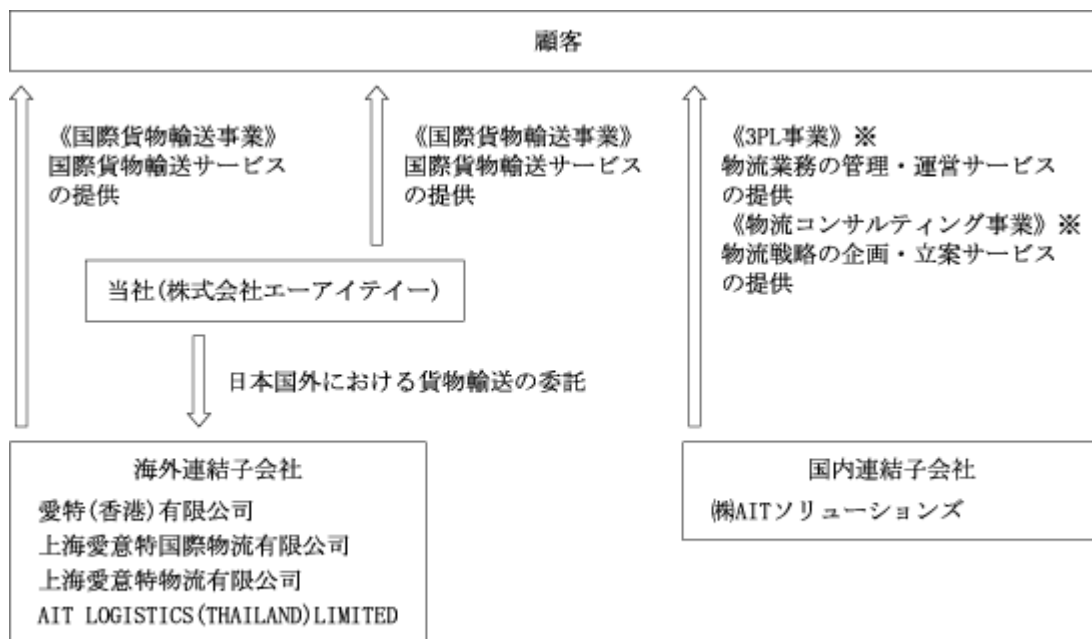 顧客
《国際貨物輸送事業》
国際貨物輸送サービス
の提供
《国際貨物輸送事業》
国際貨物輸送サービス
の提供
《3PL事業》※
物流業務の管理・運営サービス
の提供
《物流コンサルティング事業》※
物流戦略の企画・立案サービス
の提供
当社(株式会社エーアイテイー)
日本国外における貨物輸送の委託
海外連結子会社
愛特(香港)有限公司
上海愛意特国際物流有限公司
上海愛意特物流有限公司
AIT LOGISTICS(THAILAND)LIMITED
国内連結子会社
㈱AITソリューションズ